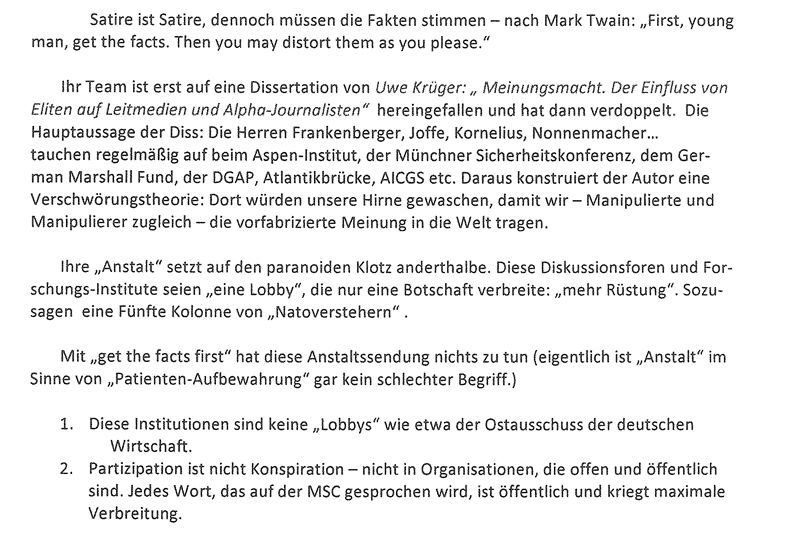 Satire ist Satire, dennoch müssen die Fakten stimmen – nach Mark Twain: „First, young
man, get the facts. Then you may distort them as you please.“
Ihr Team ist erst auf eine Dissertation von Uwe Krüger: „ Meinungsmacht. Der Einfluss von
Eliten auf Leitmedien und Alpha-Journalisten“ hereingefallen und hat dann verdoppelt. Die
Hauptaussage der Diss: Die Herren Frankenberger, Joffe, Kornelius, Nonnenmacher...
tauchen regelmäßig auf beim Aspen-Institut, der Münchner Sicherheitskonferenz, dem Ger-
man Marshall Fund, der DGAP, Atlantikbrücke, AICGS etc. Daraus konstruiert der Autor eine
Verschwörungstheorie: Dort würden unsere Hirne gewaschen, damit wir – Manipulierte und
Manipulierer zugleich – die vorfabrizierte Meinung in die Welt tragen.
Ihre „Anstalt“ setzt auf den paranoiden Klotz anderthalbe. Diese Diskussionsforen und For-
schungs-Institute seien „eine Lobby“, die nur eine Botschaft verbreite: „mehr Rüstung“. Sozu-
sagen eine Fünfte Kolonne von „Natoverstehern“ .
Mit „get the facts first“ hat diese Anstaltssendung nichts zu tun (eigentlich ist „Anstalt“ im
Sinne von „Patienten-Aufbewahrung“ gar kein schlechter Begriff.)
1. Diese Institutionen sind keine „Lobbys“ wie etwa der Ostausschuss der deutschen
Wirtschaft.
2. Partizipation ist nicht Konspiration – nicht in Organisationen, die offen und öffentlich
sind. Jedes Wort, das auf der MSC gesprochen wird, ist öffentlich und kriegt maximale
Verbreitung.